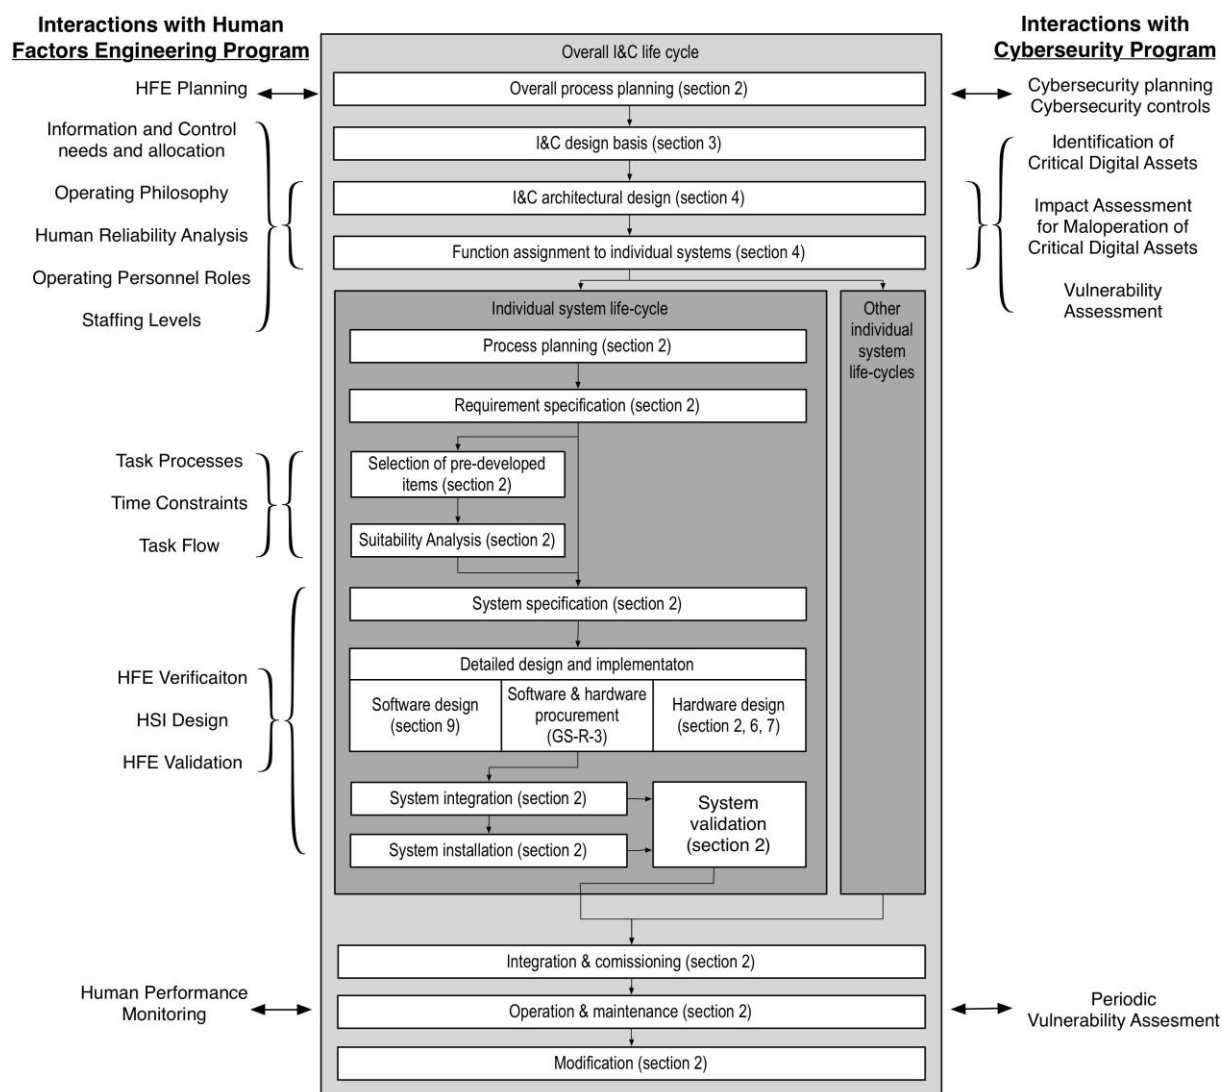 Interactions with Human
Factors Engineering Program
Interactions with
Cyberseurity Program
Overall I&C life cycle
HFE Planning
Overall process planning (section 2)
Cybersecurity planning
Cybersecurity controls
Information and Control
needs and allocation
Operating Philosophy
Human Reliability Analysis
Operating Personnel Roles
Staffing Levels
I&C design basis (section 3)
I&C architectural design (section 4)
Function assignment to individual systems (section 4)
Identification of
Critical Digital Assets
Impact Assessment
for Maloperation of
Critical Digital Assets
Vulnerability
Assessment
Individual system life-cycle
Other
individual
system
life-cycles
Process planning (section 2)
Requirement specification (section 2)
Task Processes
Time Constraints
Task Flow
Selection of pre-developed
items (section 2)
Suitability Analysis (section 2)
System specification (section 2)
Detailed design and implementaton
Software design
(section 9)
Software & hardware
procurement
(GS-R-3)
Hardware design
(section 2, 6, 7)
HFE Verificaiton
HSI Design
HFE Validation
System integration (section 2)
System installation (section 2)
System
validation
(section 2)
Integration & comissioning (section 2)
Human Performance
Monitoring
Operation & maintenance (section 2)
Periodic
Vulnerability Assesment
Modification (section 2)